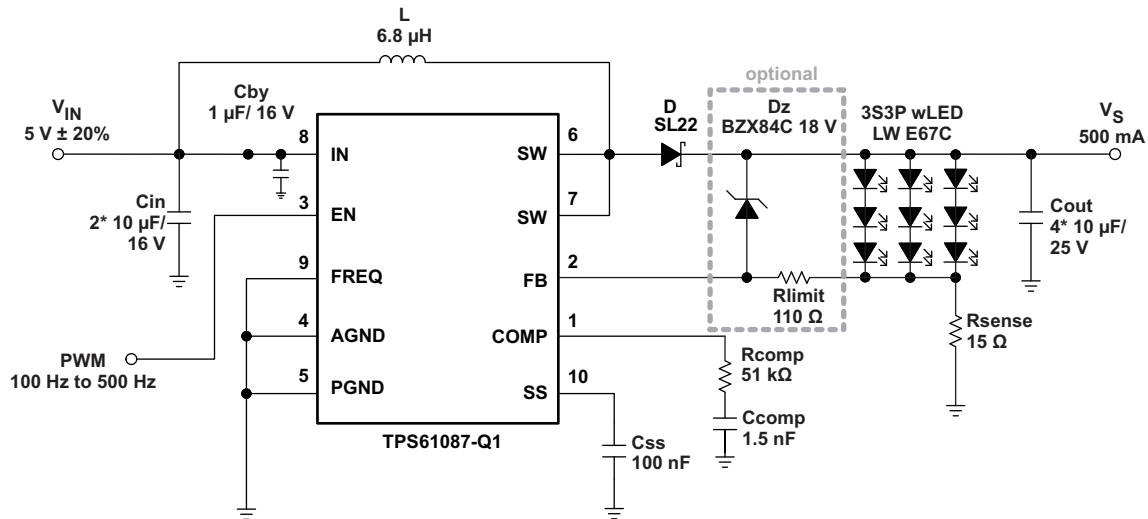 L
6.8 µH
optional
V_IN
5 V ± 20%
Cby
1 µF/ 16 V
D
SL22
Dz
BZX84C 18 V
3S3P wLED
LW E67C
V_S
500 mA
8
IN
SW
6
Cin
2* 10 µF/
16 V
3
EN
SW
7
Cout
4* 10 µF/
25 V
9
FREQ
FB
2
Rlimit
110 Ω
4
AGND
COMP
1
Rsense
15 Ω
PWM
100 Hz to 500 Hz
5
PGND
SS
10
Rcomp
51 kΩ
Ccomp
1.5 nF
TPS61087-Q1
Css
100 nF